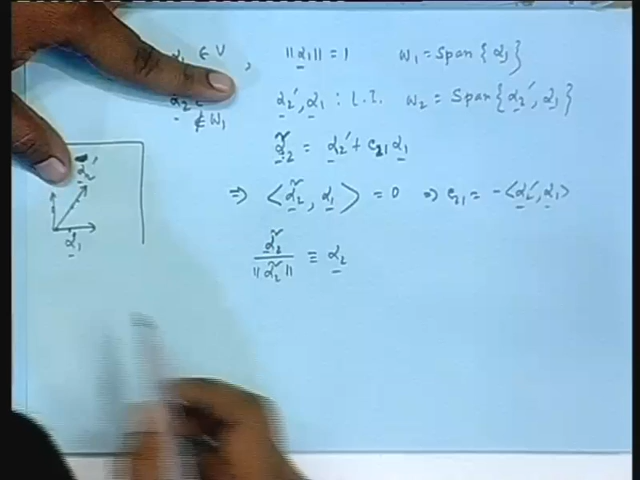 α₁ ∈ V , ||α₁|| = 1 W₁ = Span {α₁}
∉ W₁ α₂', α₁ : L.I. W₂ = Span {α₂', α₁}
α̃₂ = α₂' + c₂₁ α₁
⇒ ⟨α̃₂, α₁⟩ = 0 ⇒ c₂₁ = -⟨α₂', α₁⟩
α̃₂ / ||α̃₂|| ≡ α₂
α₂'
α₁